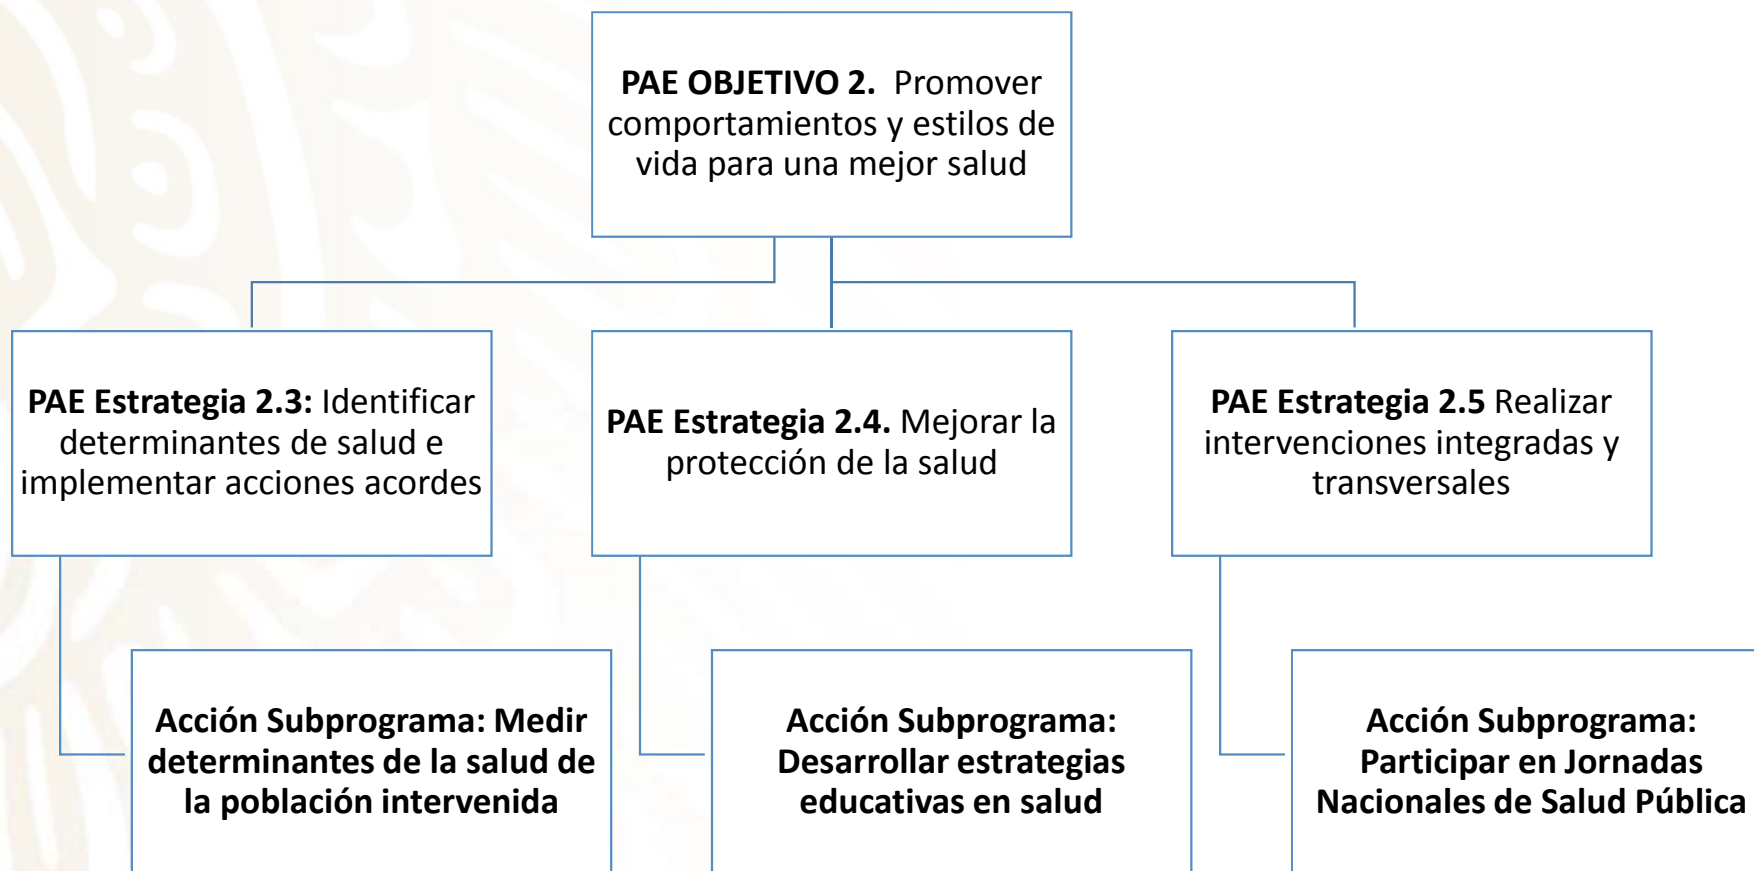 PAE OBJETIVO 2. Promover
comportamientos y estilos de
vida para una mejor salud
PAE Estrategia 2.3: Identificar
determinantes de salud e
implementar acciones acordes
PAE Estrategia 2.4. Mejorar la
protección de la salud
PAE Estrategia 2.5 Realizar
intervenciones integradas y
transversales
Acción Subprograma: Medir
determinantes de la salud de
la población intervenida
Acción Subprograma:
Desarrollar estrategias
educativas en salud
Acción Subprograma:
Participar en Jornadas
Nacionales de Salud Pública